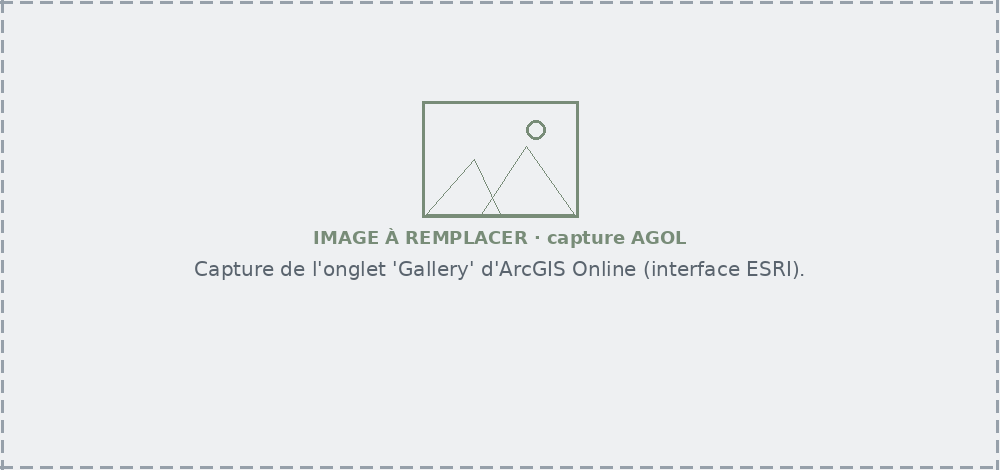 IMAGE À REMPLACER · capture AGOL
Capture de l'onglet 'Gallery' d'ArcGIS Online (interface ESRI).